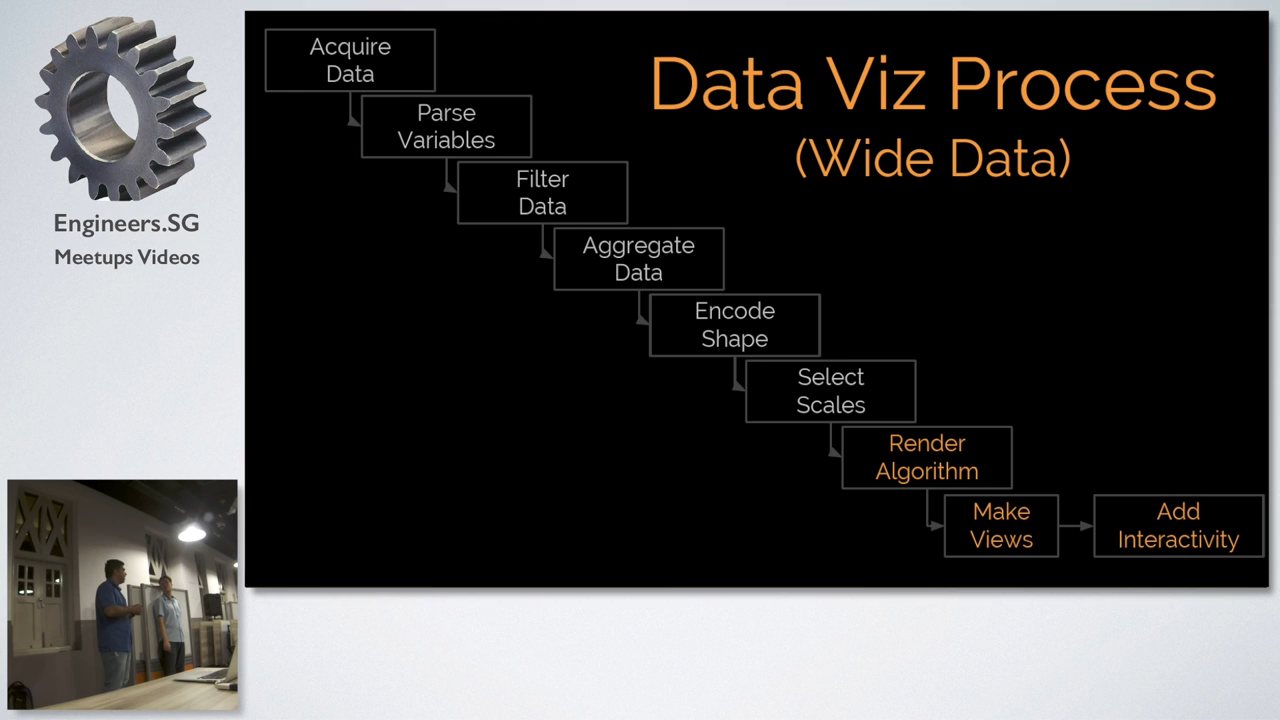 Engineers.SG
Meetups Videos
Data Viz Process
(Wide Data)
Acquire
Data
Parse
Variables
Filter
Data
Aggregate
Data
Encode
Shape
Select
Scales
Render
Algorithm
Make
Views
Add
Interactivity